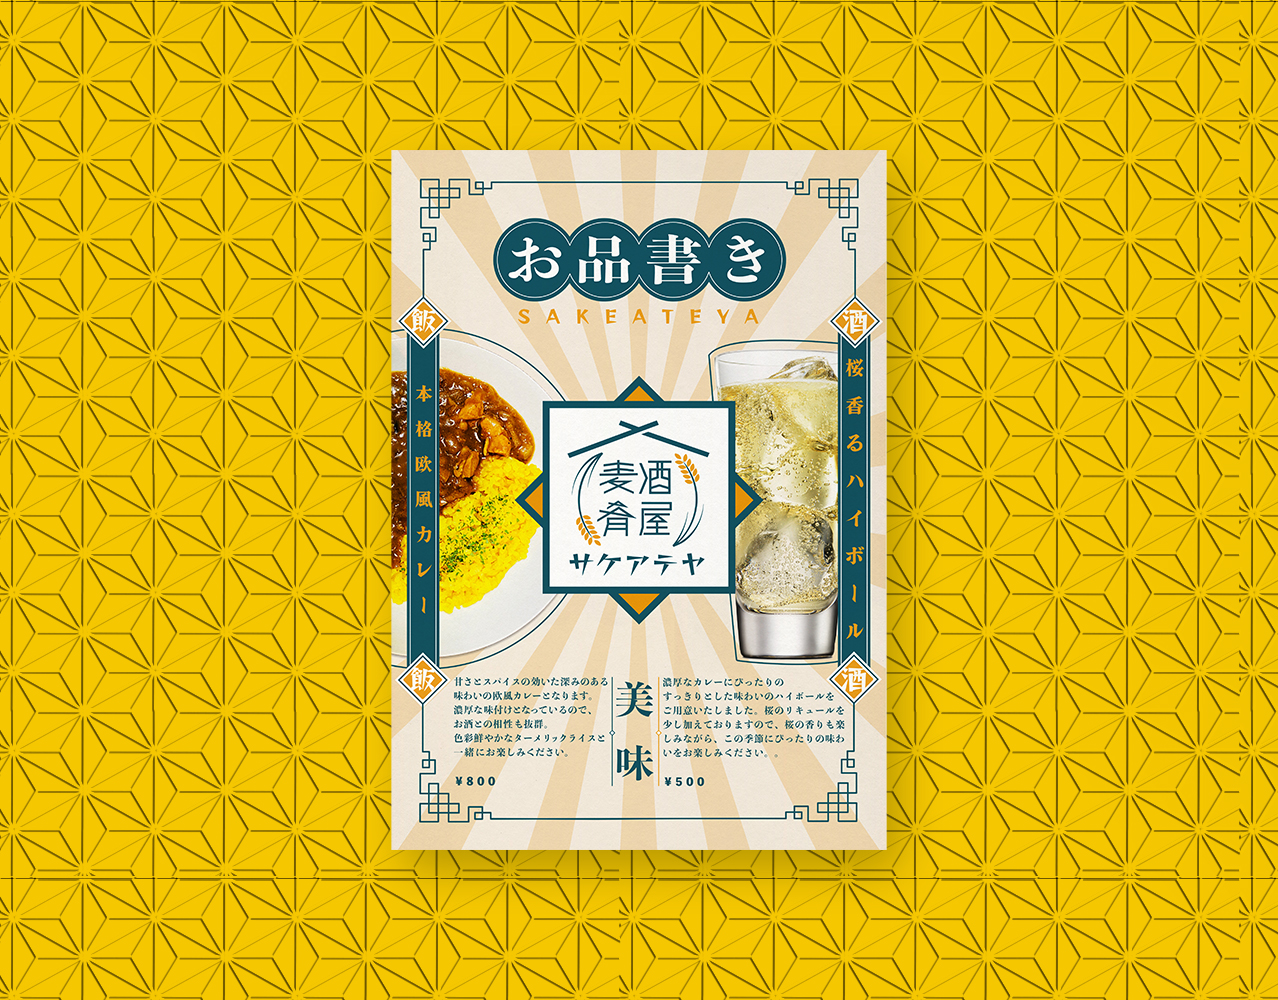 お品書き
SAKEATEYA
飯
本格欧風カレー
飯
酒
桜香るハイボール
酒
麦酒
肴屋
サケアテヤ
甘さとスパイスの効いた深みのある
味わいの欧風カレーとなります。
濃厚な味付けとなっているので、
お酒との相性も抜群。
色彩鮮やかなターメリックライスと
一緒にお楽しみください。
¥800
美味
濃厚なカレーにぴったりの
すっきりとした味わいのハイボールを
ご用意いたしました。桜のリキュールを
少し加えておりますので、桜の香りも楽
しみながら、この季節にぴったりの味わ
いをお楽しみください。。
¥500